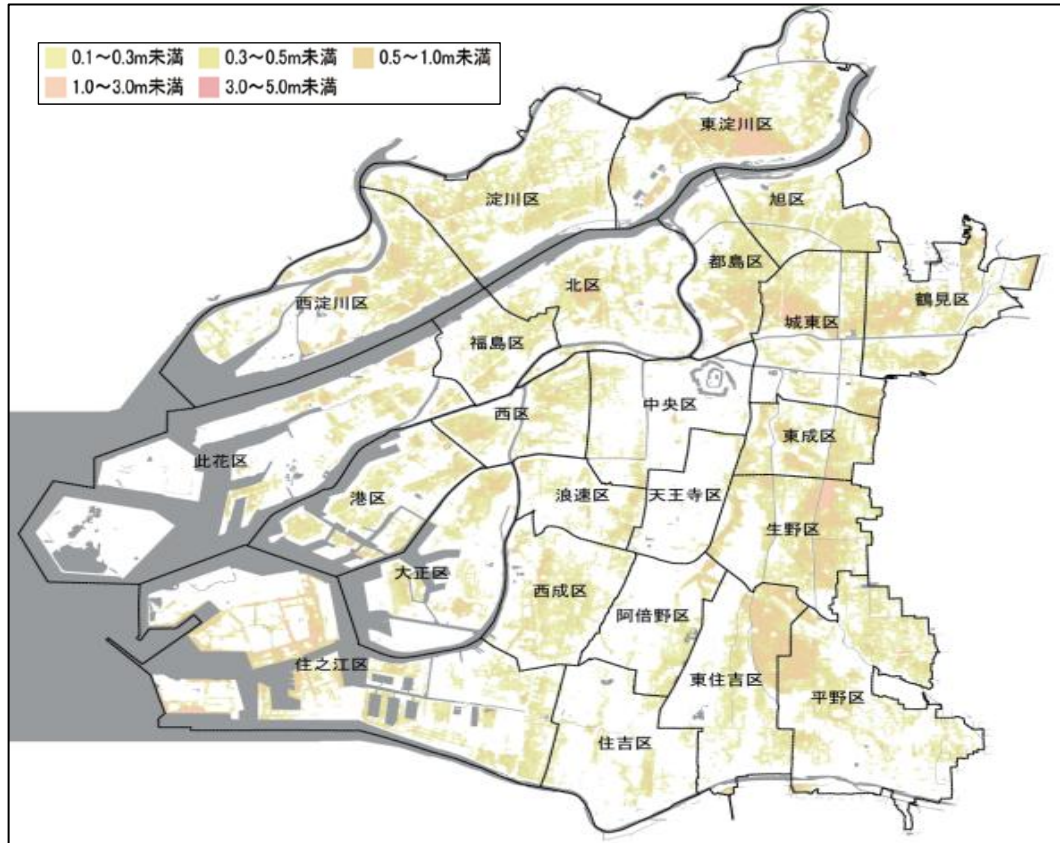 0.1～0.3m未満 0.3～0.5m未満 0.5～1.0m未満
1.0～3.0m未満 3.0～5.0m未満
東淀川区
淀川区
旭区
都島区
北区
西淀川区
鶴見区
城東区
福島区
中央区
西区
東成区
此花区
港区
浪速区
天王寺区
生野区
大正区
西成区
阿倍野区
住之江区
東住吉区
平野区
住吉区